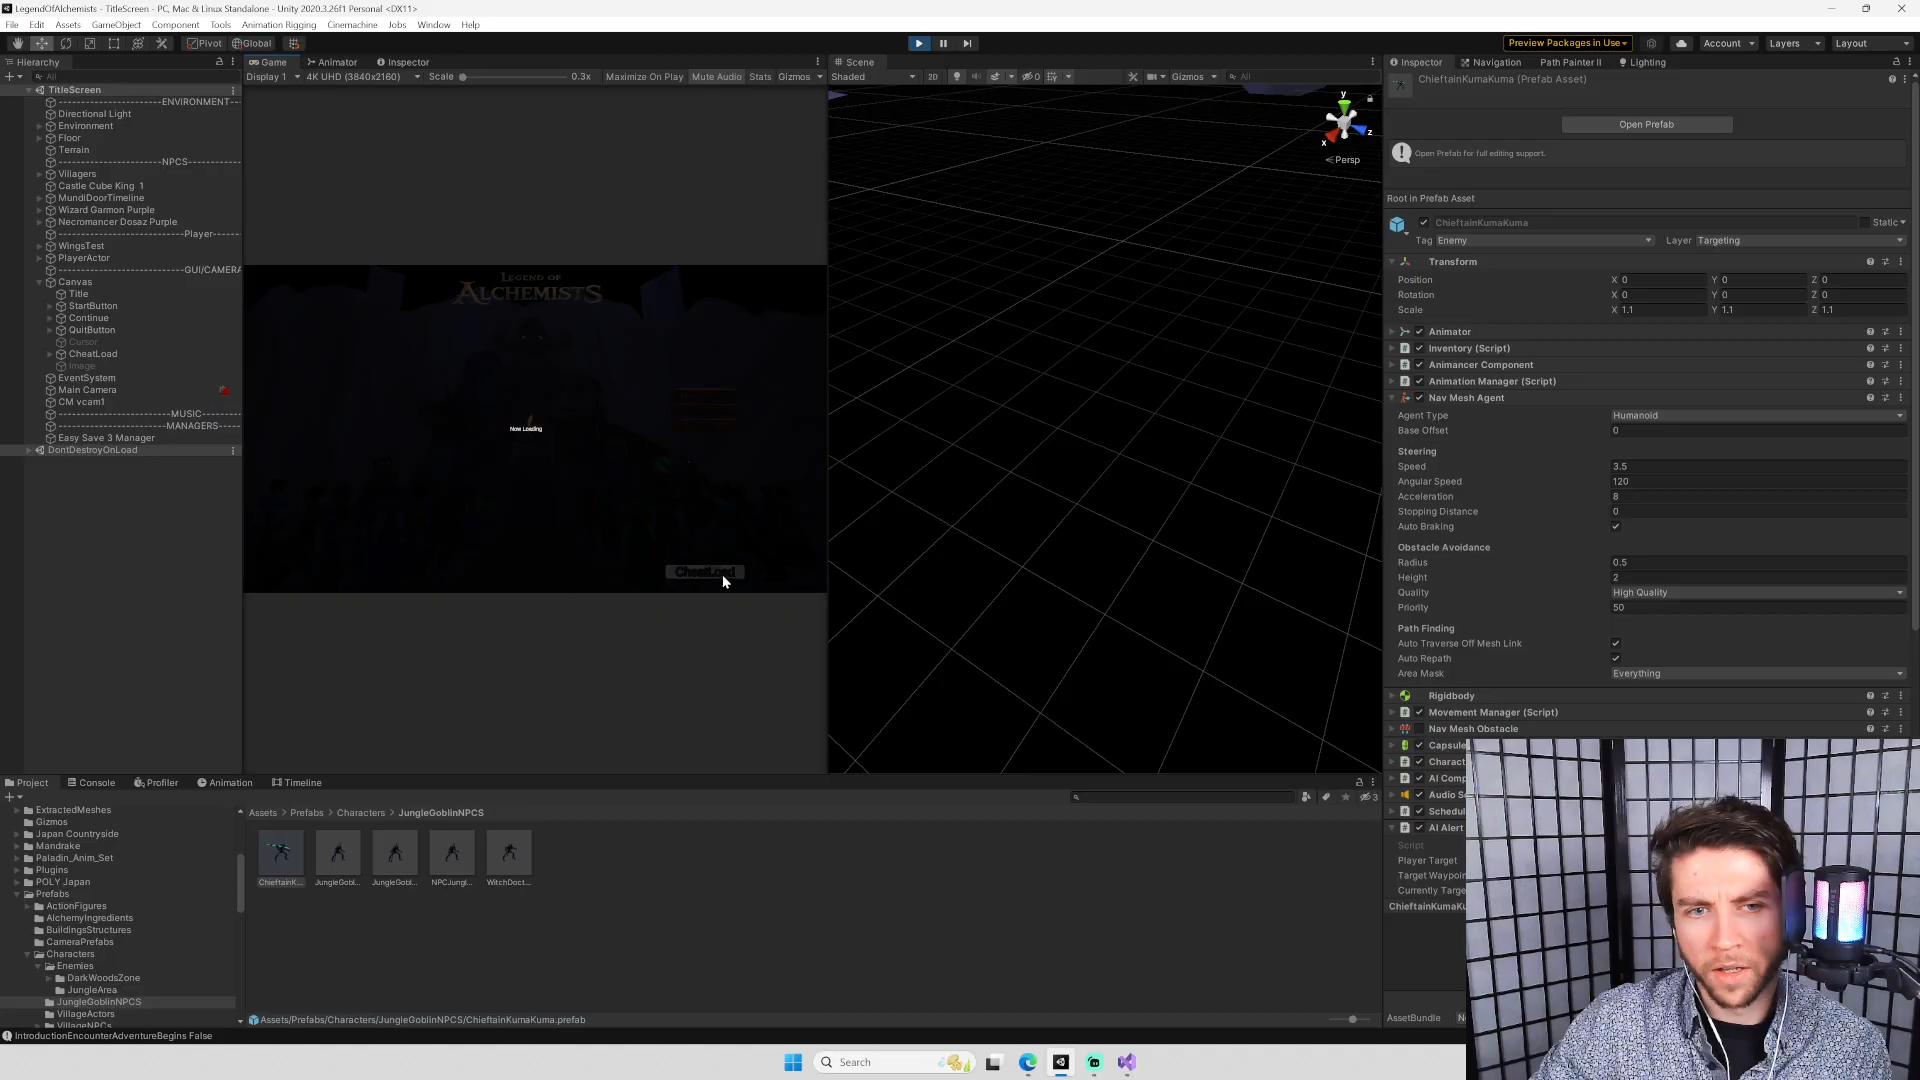 LegendOfAlchemists - TitleScreen - PC, Mac & Linux Standalone - Unity 2020.3.26f1 Personal <DX11>
File Edit Assets GameObject Component Tools Animation Rigging Cinemachine Jobs Window Help
Pivot Global
Preview Packages in Use Account Layers Layout
Hierarchy
All
TitleScreen
-----------------------ENVIRONMENT--
Directional Light
Environment
Floor
Terrain
-----------------------NPCS-----------
Villagers
Castle Cube King 1
MundiDoorTimeline
Wizard Garmon Purple
Necromancer Dosaz Purple
----------------------------Player------
WingsTest
PlayerActor
----------------------------GUI/CAMERA
Canvas
Title
StartButton
Continue
QuitButton
Cursor
CheatLoad
Image
EventSystem
Main Camera
CM vcam1
-------------------------MUSIC--------
------------------------MANAGERS-----
Easy Save 3 Manager
DontDestroyOnLoad
Game Animator Inspector
Display 1 4K UHD (3840x2160) Scale 0.3x Maximize On Play Mute Audio Stats Gizmos
LEGEND OF
ALCHEMISTS
Now Loading
CheatLoad
Scene
Shaded 2D Gizmos All
y
z
x
Persp
Inspector Navigation Path Painter II Lighting
ChieftainKumaKuma (Prefab Asset)
Open Prefab
Open Prefab for full editing support.
Root in Prefab Asset
ChieftainKumaKuma Static
Tag Enemy Layer Targeting
Transform
Position X 0 Y 0 Z 0
Rotation X 0 Y 0 Z 0
Scale X 1.1 Y 1.1 Z 1.1
Animator
Inventory (Script)
Animancer Component
Animation Manager (Script)
Nav Mesh Agent
Agent Type Humanoid
Base Offset 0
Steering
Speed 3.5
Angular Speed 120
Acceleration 8
Stopping Distance 0
Auto Braking
Obstacle Avoidance
Radius 0.5
Height 2
Quality High Quality
Priority 50
Path Finding
Auto Traverse Off Mesh Link
Auto Repath
Area Mask Everything
Rigidbody
Movement Manager (Script)
Nav Mesh Obstacle
Capsule
Charact
AI Comp
Audio So
Schedul
AI Alert
Script
Player Target
Target Waypoin
Currently Targe
ChieftainKumaKu
AssetBundle
Project Console Profiler Animation Timeline
3
ExtractedMeshes
Gizmos
Japan Countryside
Mandrake
Paladin_Anim_Set
Plugins
POLY Japan
Prefabs
ActionFigures
AlchemyIngredients
BuildingsStructures
CameraPrefabs
Characters
Enemies
DarkWoodsZone
JungleArea
JungleGoblinNPCS
VillageActors
VillageNPCs
Assets > Prefabs > Characters > JungleGoblinNPCS
ChieftainK... JungleGobl... JungleGobl... NPCJungl... WitchDoct...
Assets/Prefabs/Characters/JungleGoblinNPCS/ChieftainKumaKuma.prefab
IntroductionEncounterAdventureBegins False
Search